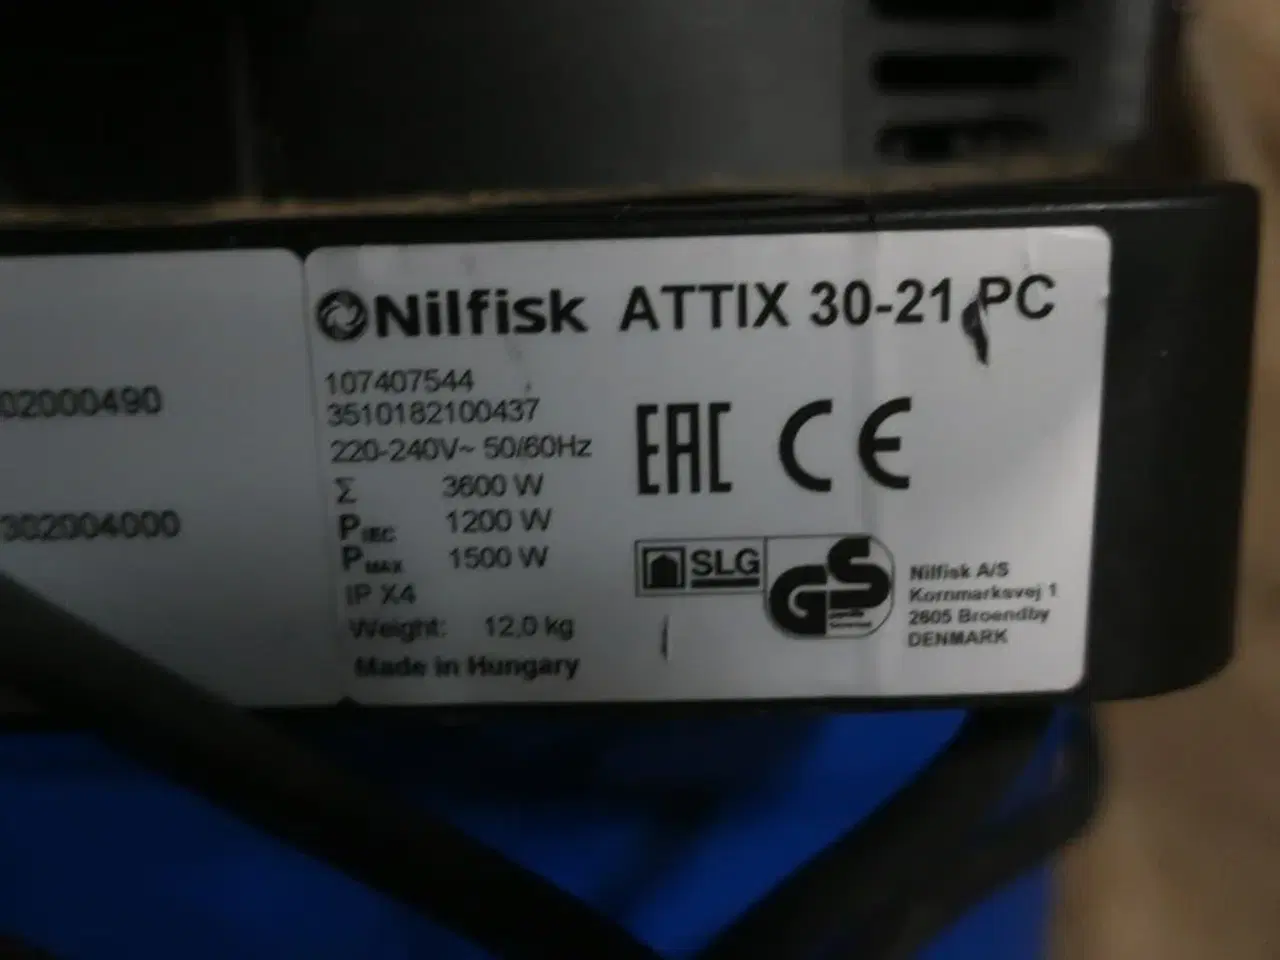 02000490
302004000
Nilfisk ATTIX 30-21 PC
107407544
3510182100437
220-240V~ 50/60Hz
Σ 3600 W
PIEC 1200 W
PMAX 1500 W
IP X4
Weight: 12,0 kg
Made in Hungary
EAC CE
SLG GS
Nilfisk A/S
Kornmarksvej 1
2605 Broendby
DENMARK